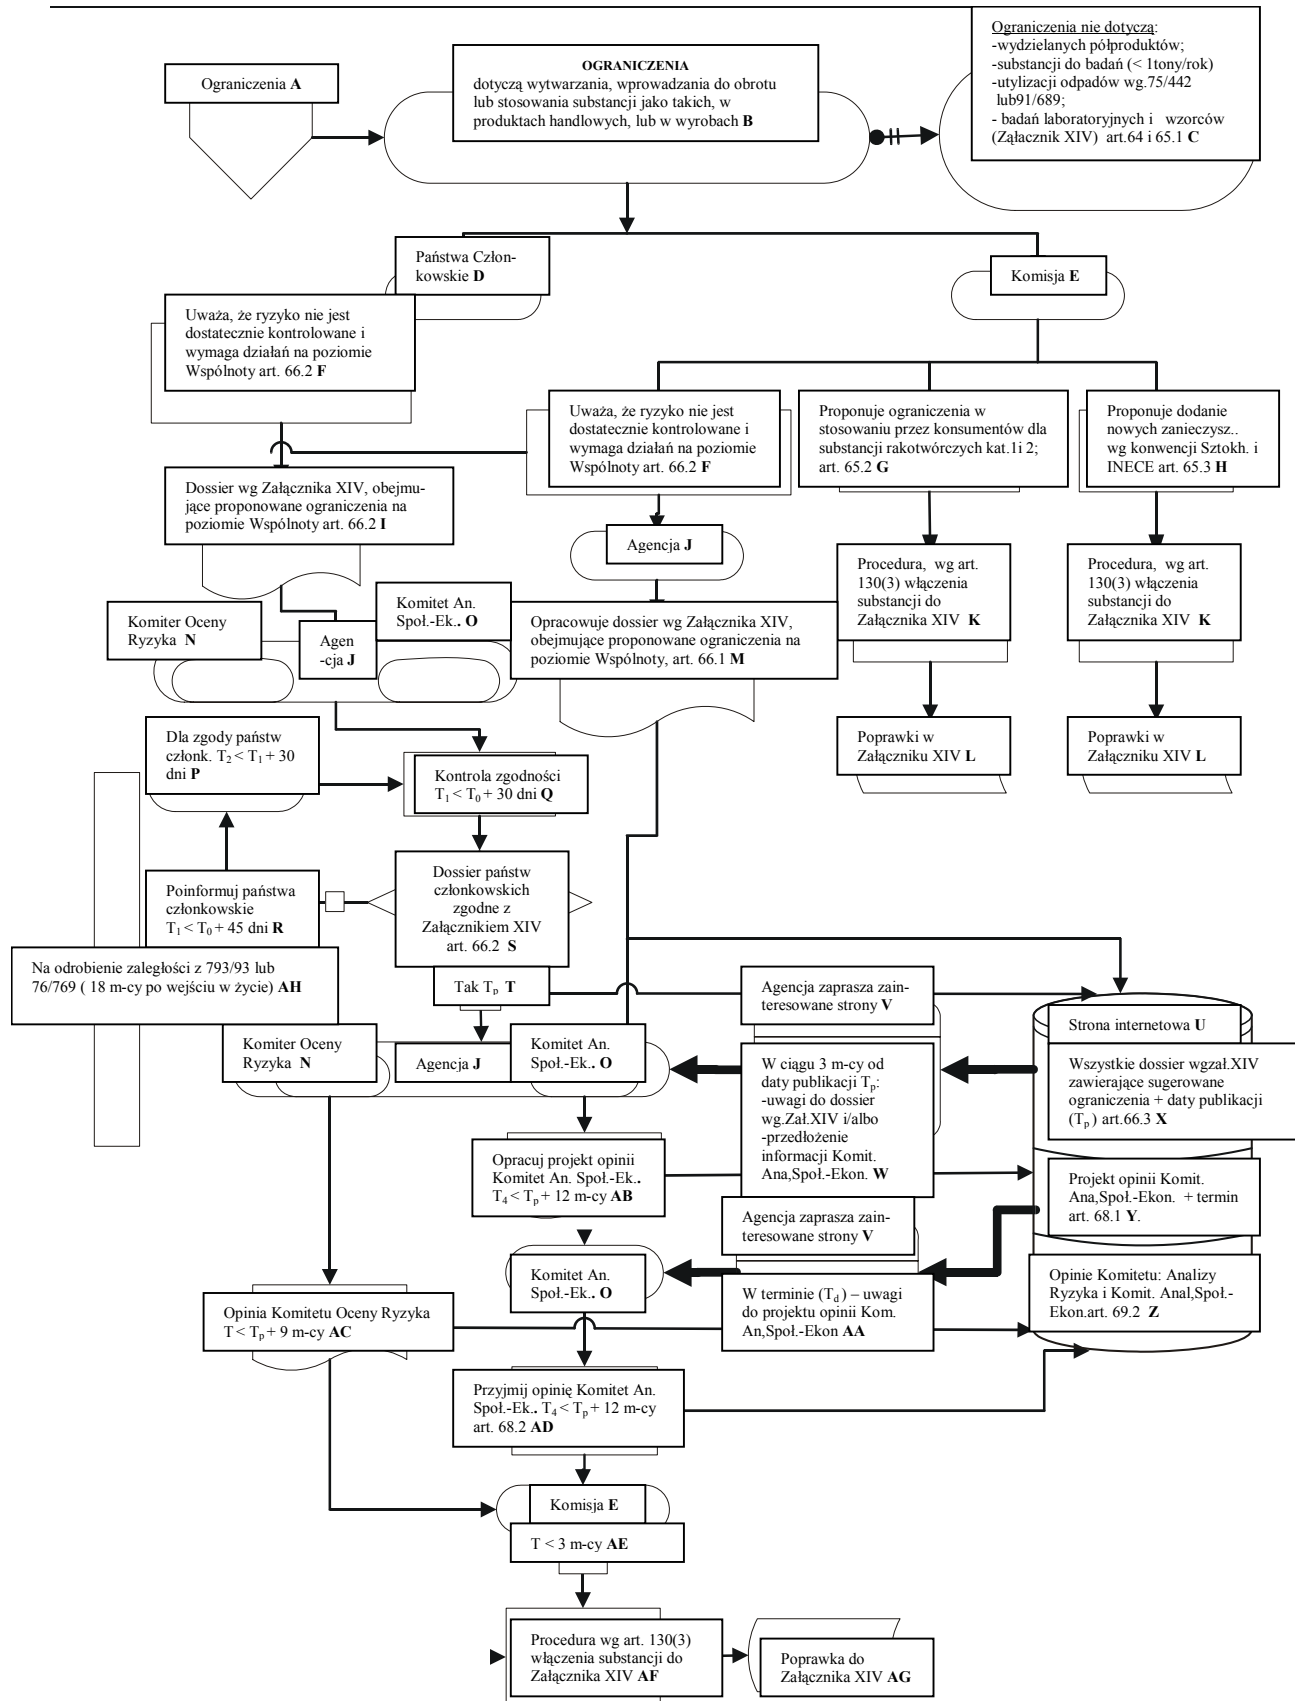 Ograniczenia A
OGRANICZENIA
dotyczą wytwarzania, wprowadzania do obrotu
lub stosowania substancji jako takich, w
produktach handlowych, lub w wyrobach B
Ograniczenia nie dotyczą:
-wydzielanych półproduktów;
-substancji do badań (< 1tony/rok)
-utylizacji odpadów wg.75/442
lub91/689;
- badań laboratoryjnych i wzorców
(Ząłacznik XIV) art.64 i 65.1 C
Państwa Człon-
kowskie D
Komisja E
Uważa, że ryzyko nie jest
dostatecznie kontrolowane i
wymaga działań na poziomie
Wspólnoty art. 66.2 F
Uważa, że ryzyko nie jest
dostatecznie kontrolowane i
wymaga działań na poziomie
Wspólnoty art. 66.2 F
Proponuje ograniczenia w
stosowaniu przez konsumentów dla
substancji rakotwórczych kat.1i 2;
art. 65.2 G
Proponuje dodanie
nowych zanieczysz..
wg konwencji Sztokh. i
INECE art. 65.3 H
Dossier wg Załącznika XIV, obejmu-
jące proponowane ograniczenia na
poziomie Wspólnoty art. 66.2 I
Agencja J
Procedura, wg art.
130(3) włączenia
substancji do
Załącznika XIV K
Procedura, wg art.
130(3) włączenia
substancji do
Załącznika XIV K
Komiter Oceny
Ryzyka N
Agen
-cja J
Komitet An.
Społ.-Ek.. O
Opracowuje dossier wg Załącznika XIV,
obejmujące proponowane ograniczenia na
poziomie Wspólnoty, art. 66.1 M
Dla zgody państw
członk. T2 < T1 + 30
dni P
Kontrola zgodności
T1 < T0 + 30 dni Q
Poprawki w
Załączniku XIV L
Poprawki w
Załączniku XIV L
Poinformuj państwa
członkowskie
T1 < T0 + 45 dni R
Dossier państw
członkowskich
zgodne z
Załącznikiem XIV
art. 66.2 S
Na odrobienie zaległości z 793/93 lub
76/769 ( 18 m-cy po wejściu w życie) AH
Tak Tp T
Agencja zaprasza zain-
teresowane strony V
Strona internetowa U
Komiter Oceny
Ryzyka N
Agencja J
Komitet An.
Społ.-Ek.. O
W ciągu 3 m-cy od
daty publikacji Tp:
-uwagi do dossier
wg.Zał.XIV i/albo
-przedłożenie
informacji Komit.
Ana,Społ.-Ekon. W
Wszystkie dossier wgzał.XIV
zawierające sugerowane
ograniczenia + daty publikacji
(Tp) art.66.3 X
Opracuj projekt opinii
Komitet An. Społ.-Ek..
T4 < Tp + 12 m-cy AB
Projekt opinii Komit.
Ana,Społ.-Ekon. + termin
art. 68.1 Y.
Agencja zaprasza zain-
teresowane strony V
Komitet An.
Społ.-Ek.. O
Opinia Komitetu Oceny Ryzyka
T < Tp + 9 m-cy AC
W terminie (Td) – uwagi
do projektu opinii Kom.
An,Społ.-Ekon AA
Opinie Komitetu: Analizy
Ryzyka i Komit. Anal,Społ.-
Ekon.art. 69.2 Z
Przyjmij opinię Komitet An.
Społ.-Ek.. T4 < Tp + 12 m-cy
art. 68.2 AD
Komisja E
T < 3 m-cy AE
Procedura wg art. 130(3)
włączenia substancji do
Załącznika XIV AF
Poprawka do
Załącznika XIV AG